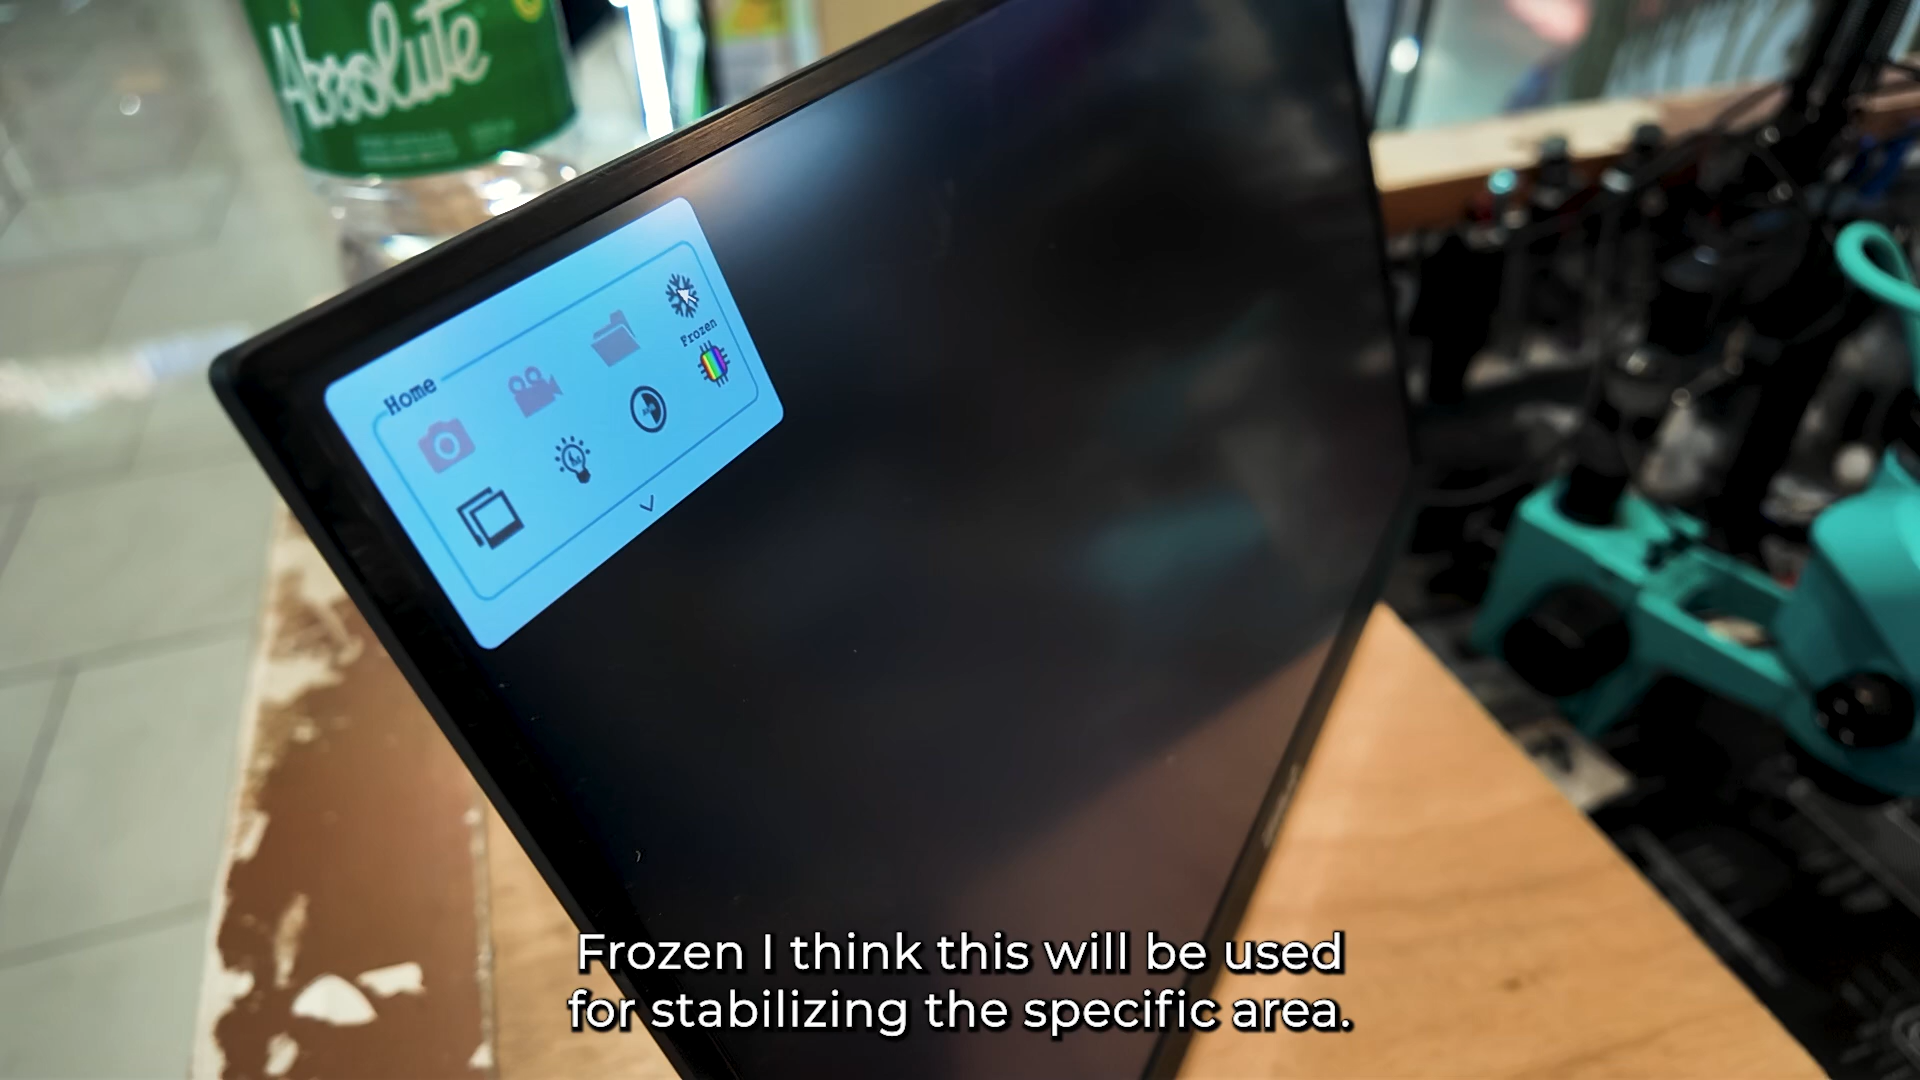 Absolute
Home
Frozen
Frozen I think this will be used
for stabilizing the specific area.